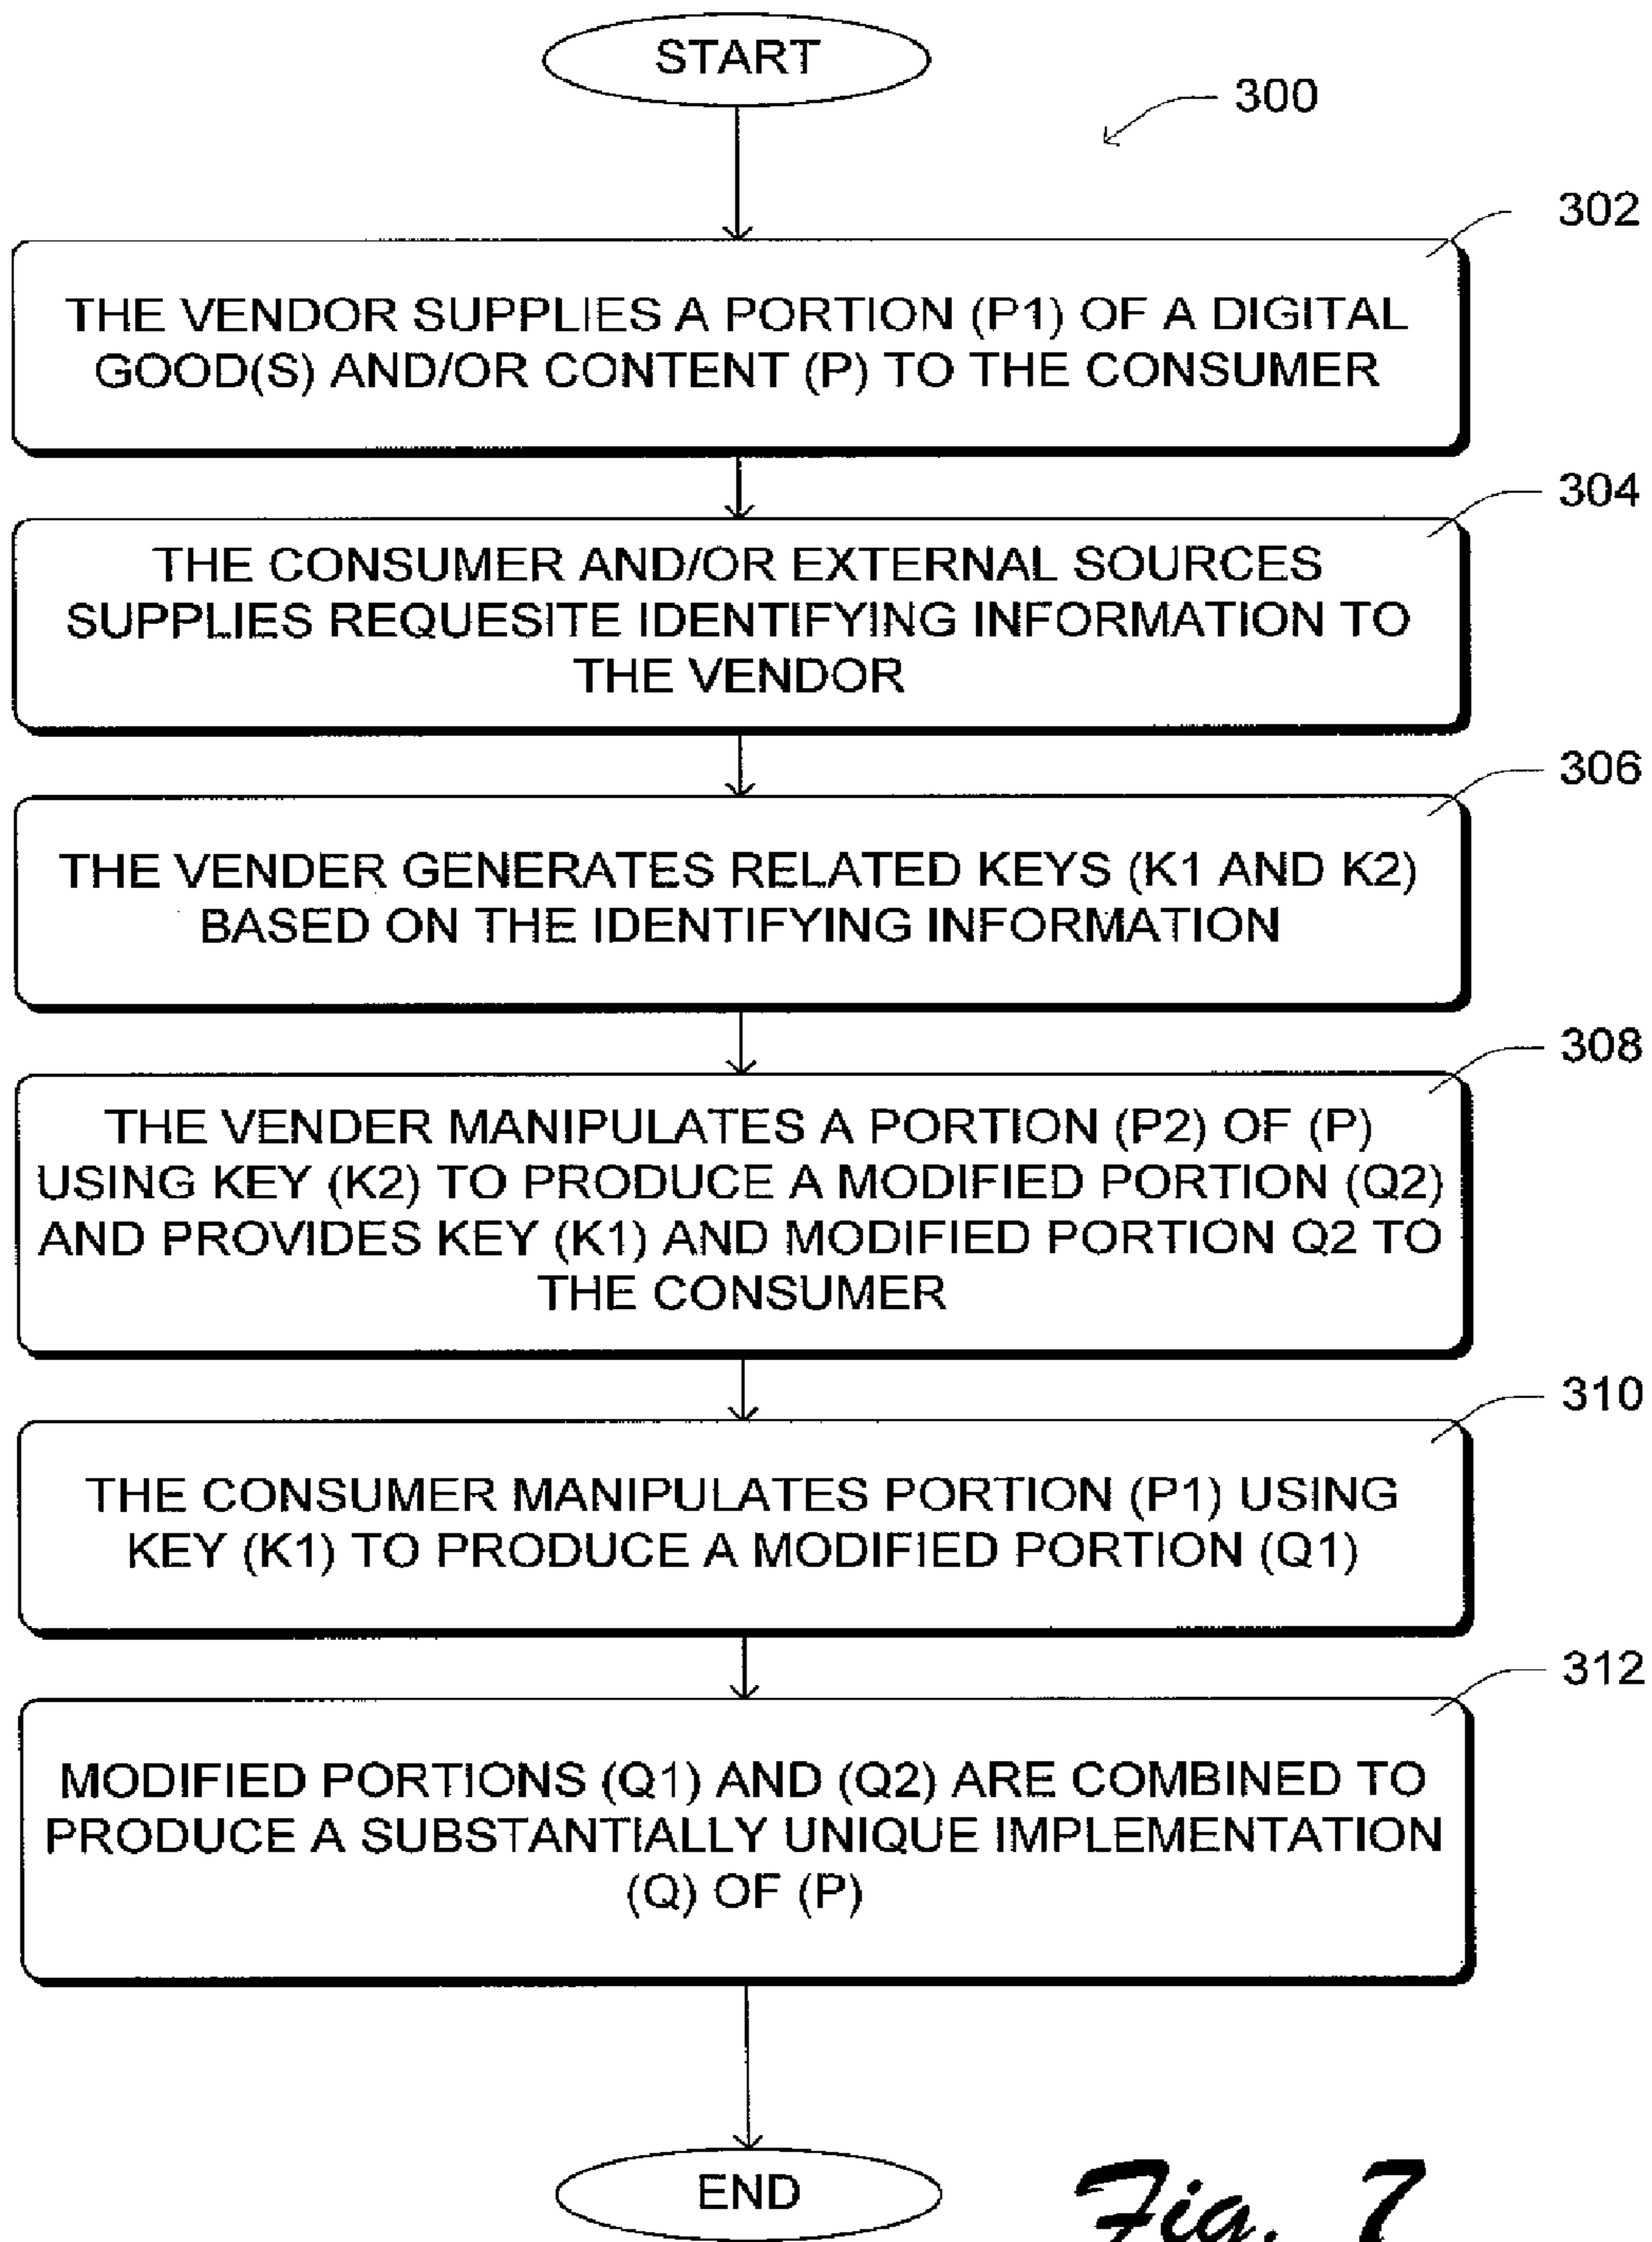 START
300
302
THE VENDOR SUPPLIES A PORTION (P1) OF A DIGITAL
GOOD(S) AND/OR CONTENT (P) TO THE CONSUMER
304
THE CONSUMER AND/OR EXTERNAL SOURCES
SUPPLIES REQUESITE IDENTIFYING INFORMATION TO
THE VENDOR
306
THE VENDER GENERATES RELATED KEYS (K1 AND K2)
BASED ON THE IDENTIFYING INFORMATION
308
THE VENDER MANIPULATES A PORTION (P2) OF (P)
USING KEY (K2) TO PRODUCE A MODIFIED PORTION (Q2)
AND PROVIDES KEY (K1) AND MODIFIED PORTION Q2 TO
THE CONSUMER
310
THE CONSUMER MANIPULATES PORTION (P1) USING
KEY (K1) TO PRODUCE A MODIFIED PORTION (Q1)
312
MODIFIED PORTIONS (Q1) AND (Q2) ARE COMBINED TO
PRODUCE A SUBSTANTIALLY UNIQUE IMPLEMENTATION
(Q) OF (P)
END
Fig. 7